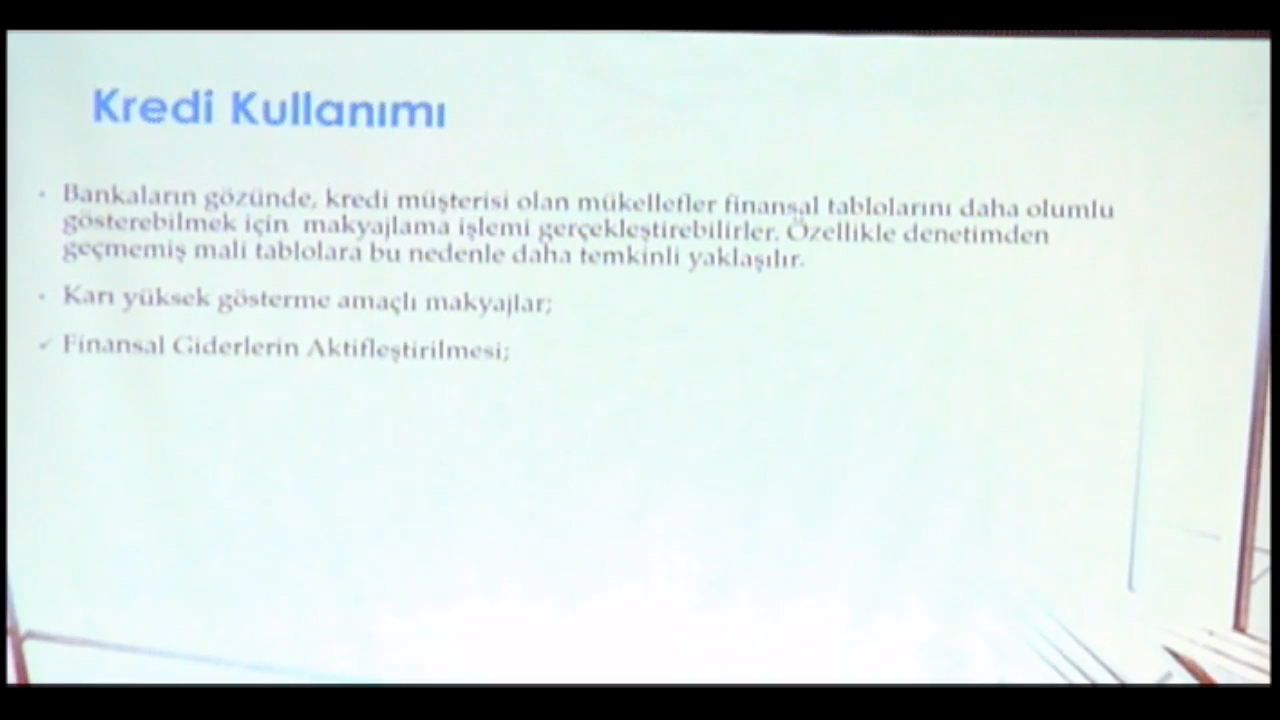 Kredi Kullanımı
• Bankaların gözünde, kredi müşterisi olan mükellefler finansal tablolarını daha olumlu
gösterebilmek için makyajlama işlemi gerçekleştirebilirler. Özellikle denetimden
geçmemiş mali tablolara bu nedenle daha temkinli yaklaşılır.
• Karı yüksek gösterme amaçlı makyajlar;
✓ Finansal Giderlerin Aktifleştirilmesi;